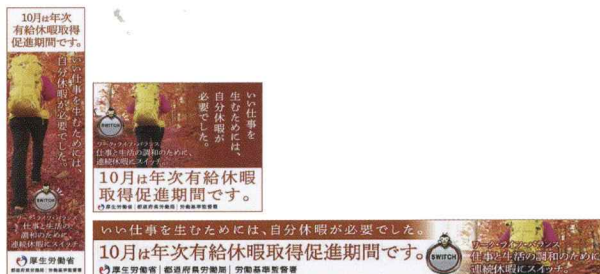 10月は年次
有給休暇取得
促進期間です。
いい仕事を生むためには、
自分休暇が必要でした。
SWITCH
ワーク・ライフ・バランス
仕事と生活の
調和のために、
連続休暇にスイッチ
厚生労働省
都道府県労働局 労働基準監督署
いい仕事を
生むためには、
自分休暇が
必要でした。
SWITCH
ワーク・ライフ・バランス
仕事と生活の調和のために、
連続休暇にスイッチ
10月は年次有給休暇
取得促進期間です。
厚生労働省 都道府県労働局 労働基準監督署
いい仕事を生むためには、自分休暇が必要でした。
10月は年次有給休暇取得促進期間です。
厚生労働省 都道府県労働局 労働基準監督署
SWITCH
ワーク・ライフ・バランス
仕事と生活の調和のために
連続休暇にスイッチ